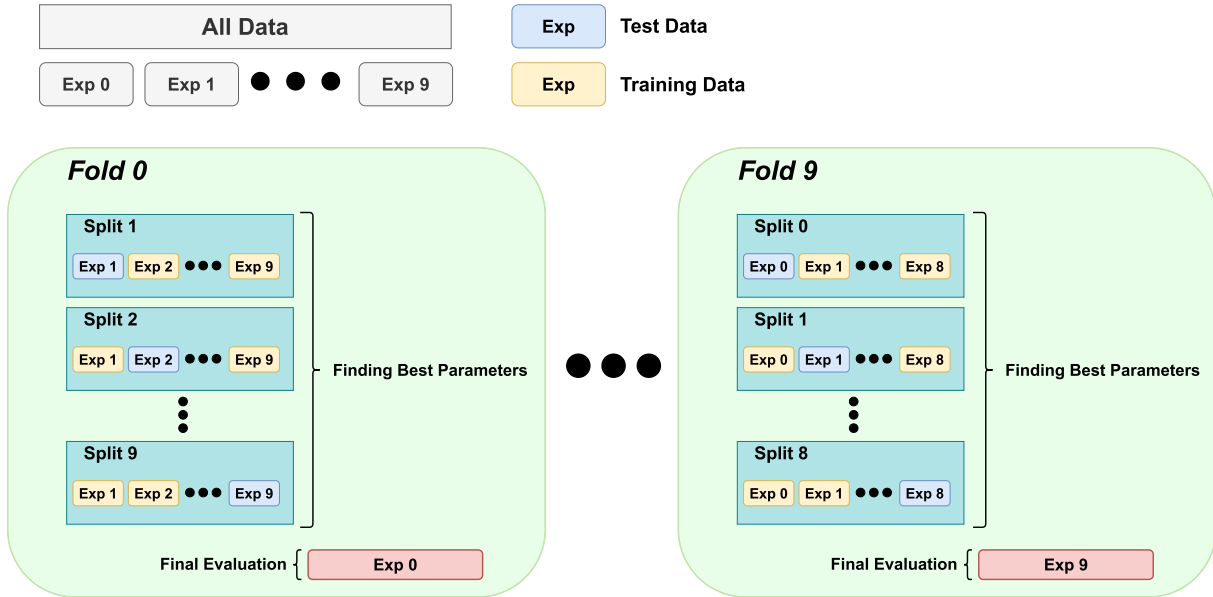 All Data
Exp 0 Exp 1 Exp 9
Exp Test Data
Exp Training Data
Fold 0
Split 1
Exp 1 Exp 2 Exp 9
Split 2
Exp 1 Exp 2 Exp 9
Split 9
Exp 1 Exp 2 Exp 9
Finding Best Parameters
Final Evaluation Exp 0
Fold 9
Split 0
Exp 0 Exp 1 Exp 8
Split 1
Exp 0 Exp 1 Exp 8
Split 8
Exp 0 Exp 1 Exp 8
Finding Best Parameters
Final Evaluation Exp 9